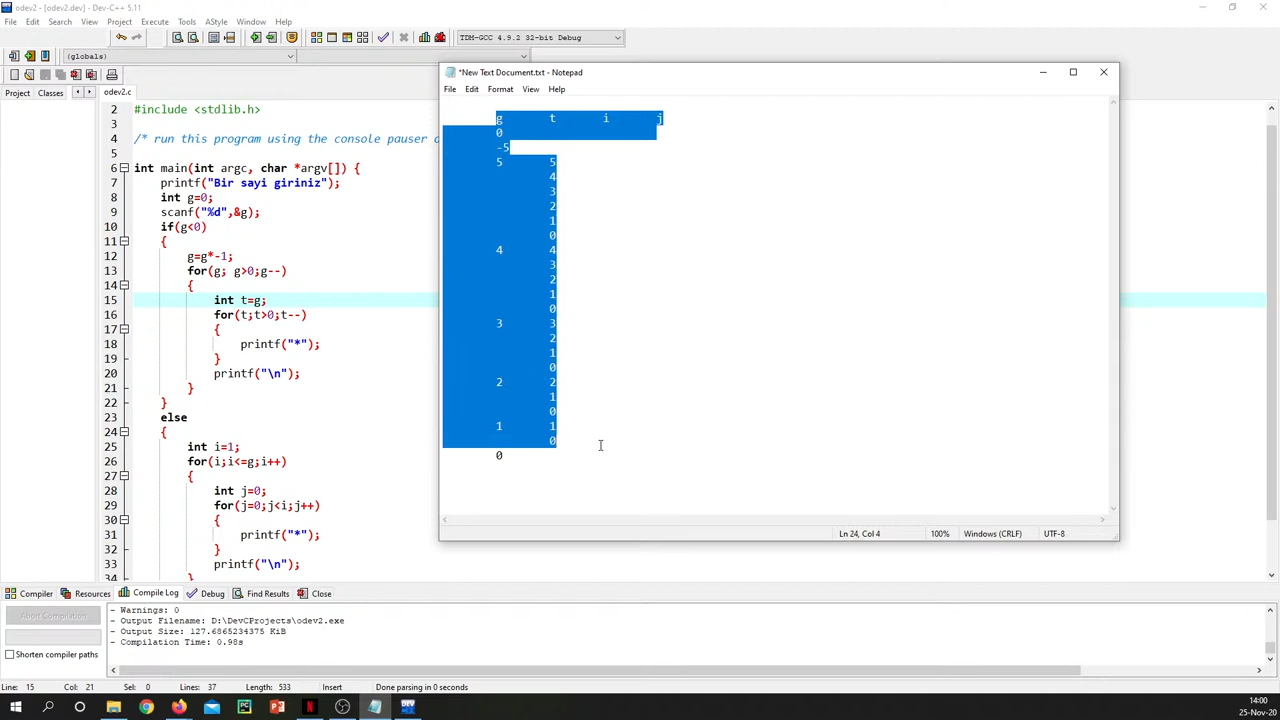 odev2 - [odev2.dev] - Dev-C++ 5.9.2
File Edit Search View Project Execute Tools AStyle Window Help
TDM-GCC 4.9.2 32-bit Debug
(globals)
Project Classes odev2.c
2 #include <stdlib.h>
3
4 /* run this program using the console pauser o
5
6 int main(int argc, char *argv[]) {
7 printf("Bir sayi giriniz");
8 int g=0;
9 scanf("%d",&g);
10 if(g<0)
11 {
12 g=g*-1;
13 for(g; g>0;g--)
14 {
15 int t=g;
16 for(t;t>0;t--)
17 {
18 printf("*");
19 }
20 printf("\n");
21 }
22 }
23 else
24 {
25 int i=1;
26 for(i;i<=g;i++)
27 {
28 int j=0;
29 for(j=0;j<i;j++)
30 {
31 printf("*");
32 }
33 printf("\n");
34 }
*New Text Document.txt - Notepad
File Edit Format View Help
g t i j
0
-5
5 5
4
3
2
1
0
4 4
3
2
1
0
3 3
2
1
0
2 2
1
0
1 1
0
0
Ln 24, Col 4 100% Windows (CRLF) UTF-8
Compiler Resources Compile Log Debug Find Results Close
Abort Compilation
Shorten compiler paths
- Warnings: 0
- Output Filename: D:\DevCProjects\odev2.exe
- Output Size: 127.6865234375 KiB
- Compilation Time: 0.98s
Line: 15 Col: 21 Sel: 0 Lines: 37 Length: 533 Insert Done parsing in 0 seconds
14:00
25-Nov-20